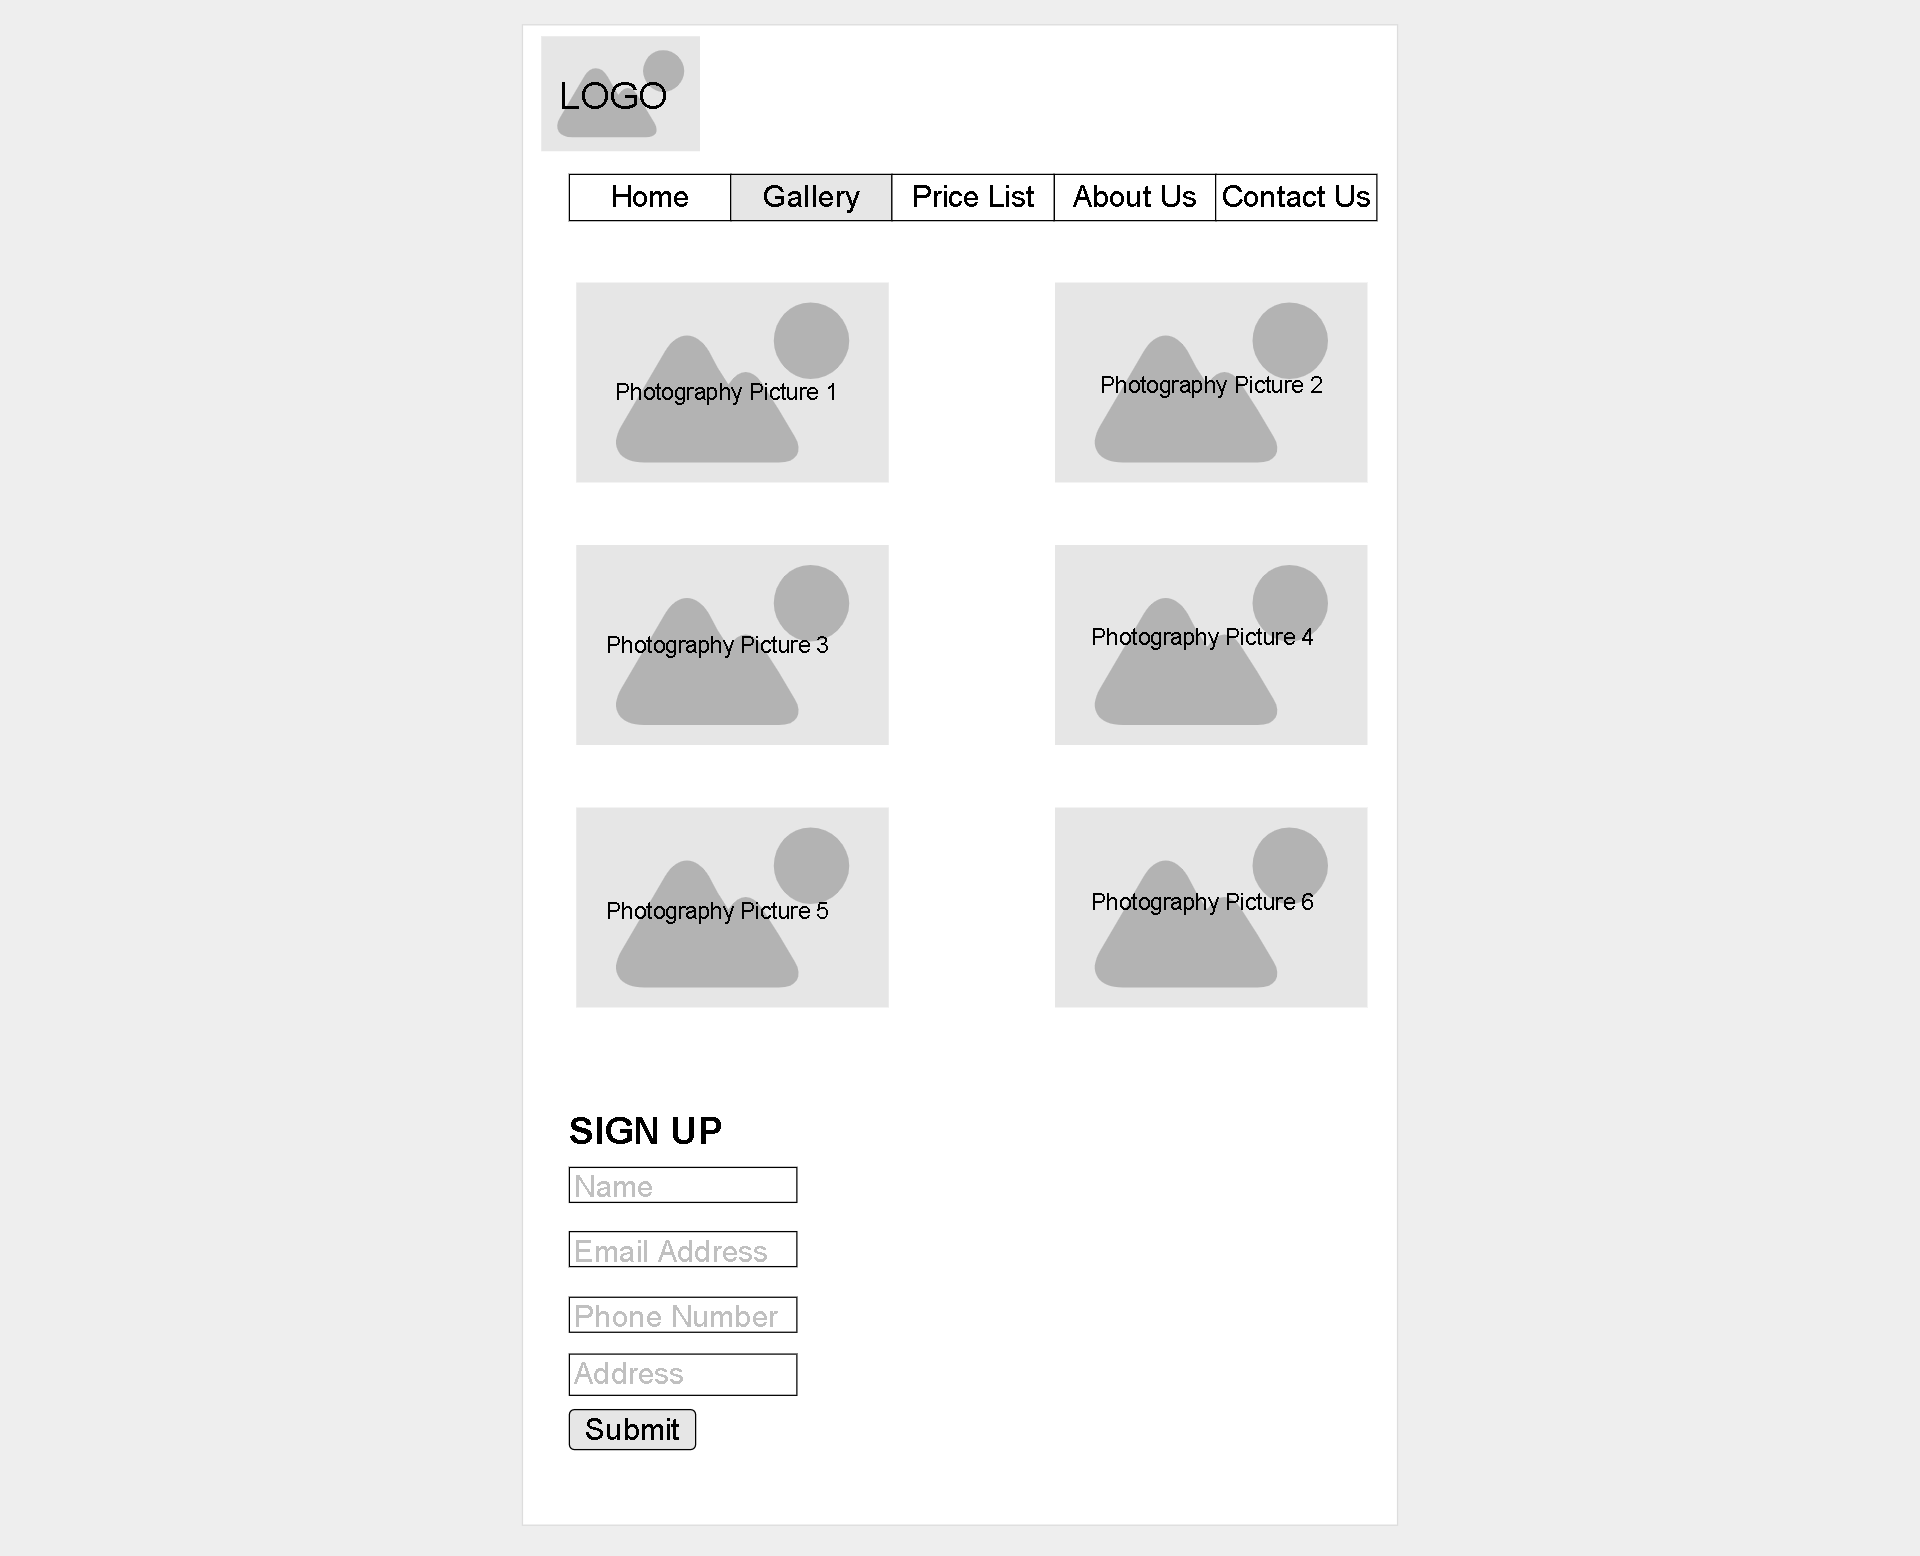 LOGO
Home Gallery Price List About Us Contact Us
Photography Picture 1
Photography Picture 2
Photography Picture 3
Photography Picture 4
Photography Picture 5
Photography Picture 6
SIGN UP
Name
Email Address
Phone Number
Address
Submit